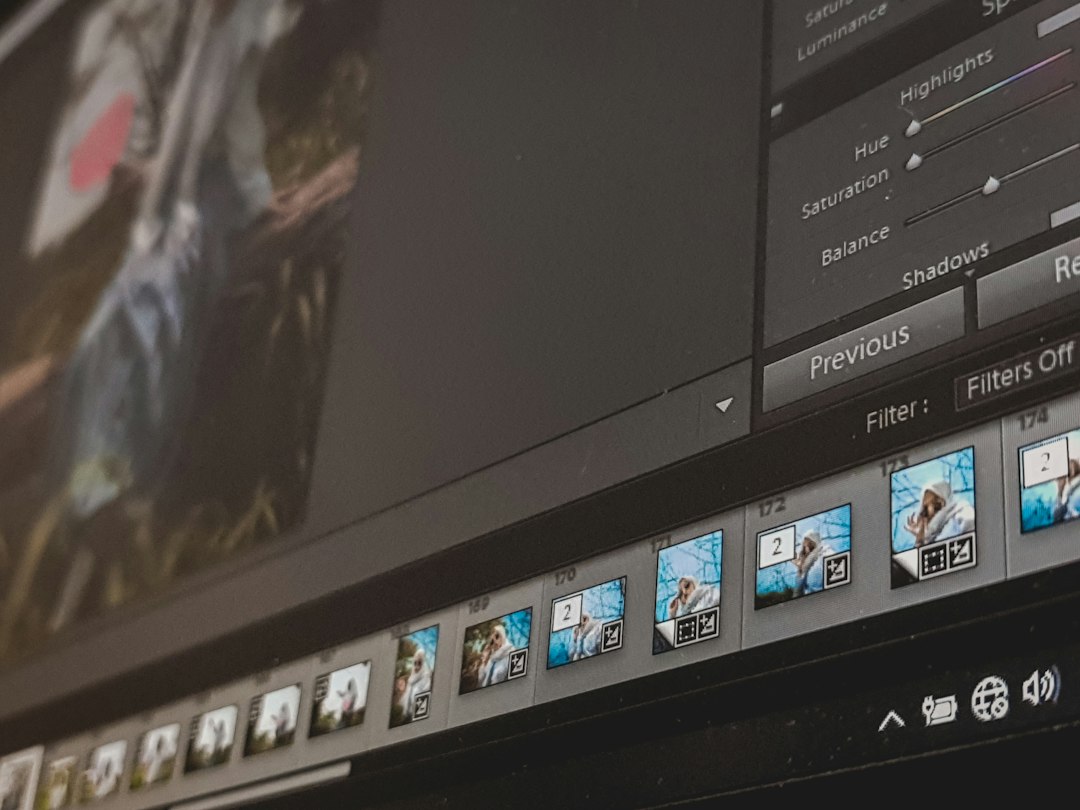 Luminance
Highlights
Hue
Saturation
Balance
Shadows
Previous
Filter :
Filters Off
169
170
171
172
173
174
2
2
2